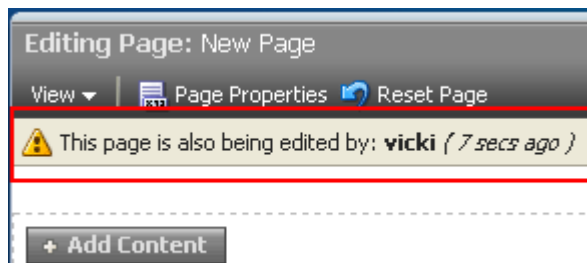 Editing Page: New Page
View Page Properties Reset Page
This page is also being edited by: vicki ( 7 secs ago )
+ Add Content